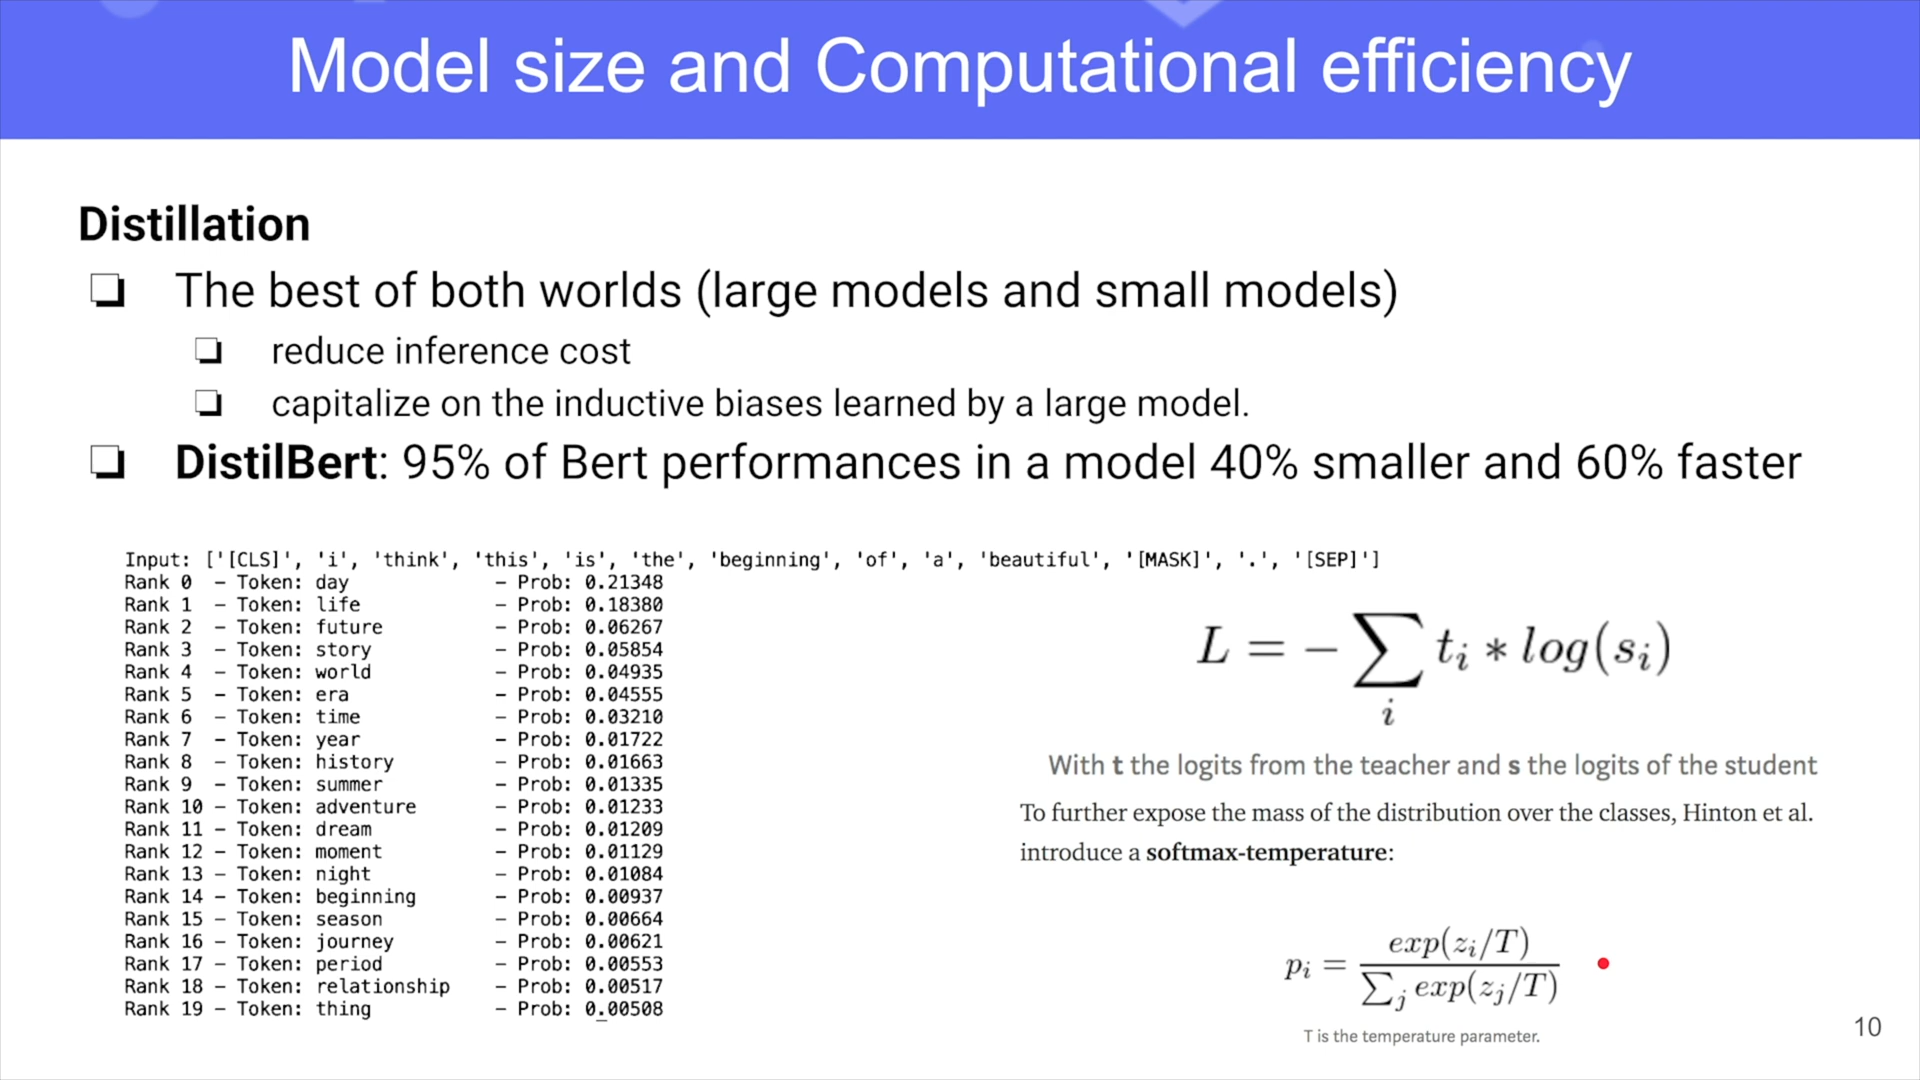 Model size and Computational efficiency
Distillation
❏ The best of both worlds (large models and small models)
❏ reduce inference cost
❏ capitalize on the inductive biases learned by a large model.
❏ DistilBert: 95% of Bert performances in a model 40% smaller and 60% faster
Input: ['[CLS]', 'i', 'think', 'this', 'is', 'the', 'beginning', 'of', 'a', 'beautiful', '[MASK]', '.', '[SEP]']
Rank 0 – Token: day – Prob: 0.21348
Rank 1 – Token: life – Prob: 0.18380
Rank 2 – Token: future – Prob: 0.06267
Rank 3 – Token: story – Prob: 0.05854
Rank 4 – Token: world – Prob: 0.04935
Rank 5 – Token: era – Prob: 0.04555
Rank 6 – Token: time – Prob: 0.03210
Rank 7 – Token: year – Prob: 0.01722
Rank 8 – Token: history – Prob: 0.01663
Rank 9 – Token: summer – Prob: 0.01335
Rank 10 – Token: adventure – Prob: 0.01233
Rank 11 – Token: dream – Prob: 0.01209
Rank 12 – Token: moment – Prob: 0.01129
Rank 13 – Token: night – Prob: 0.01084
Rank 14 – Token: beginning – Prob: 0.00937
Rank 15 – Token: season – Prob: 0.00664
Rank 16 – Token: journey – Prob: 0.00621
Rank 17 – Token: period – Prob: 0.00553
Rank 18 – Token: relationship – Prob: 0.00517
Rank 19 – Token: thing – Prob: 0.00508
L = − ∑_i t_i * log(s_i)
With t the logits from the teacher and s the logits of the student
To further expose the mass of the distribution over the classes, Hinton et al.
introduce a softmax-temperature:
p_i = exp(z_i/T) / ∑_j exp(z_j/T)
T is the temperature parameter.
10